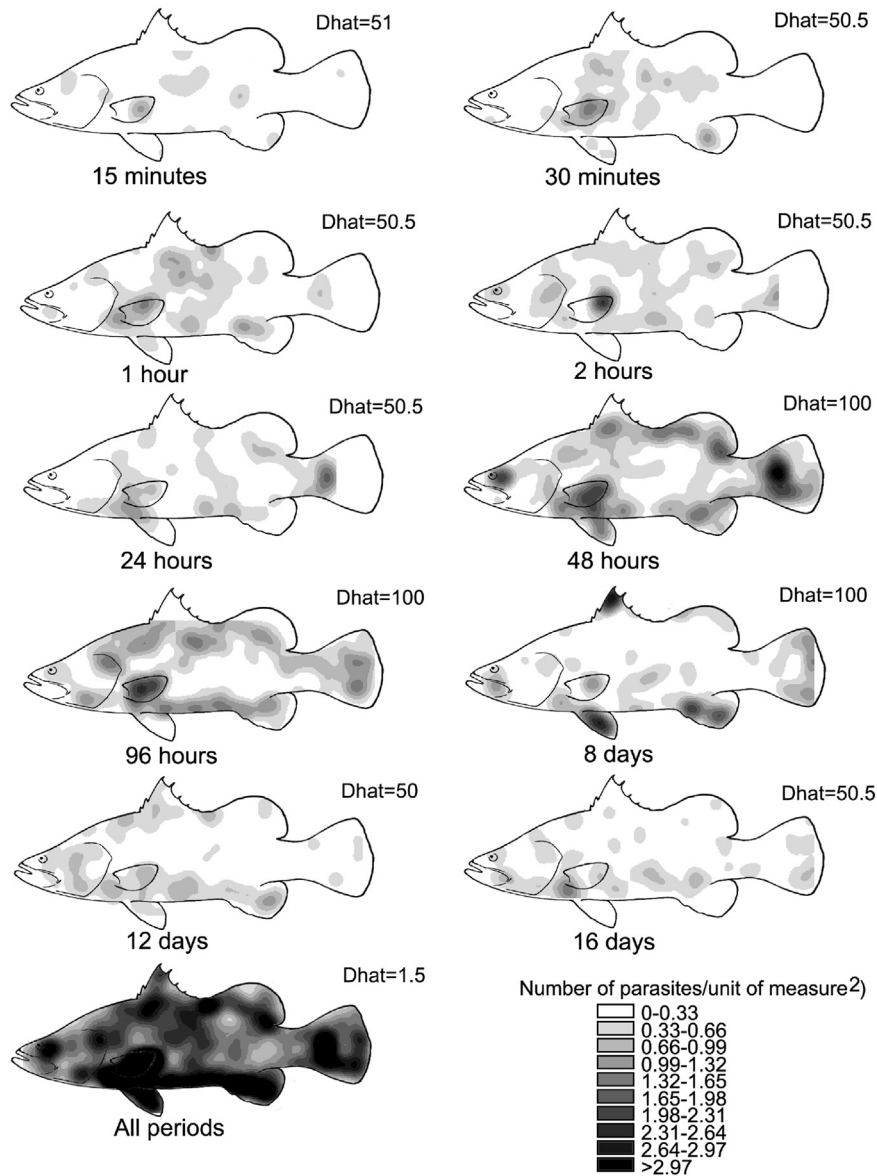 Dhat=51
15 minutes
Dhat=50.5
30 minutes
Dhat=50.5
1 hour
Dhat=50.5
2 hours
Dhat=50.5
24 hours
Dhat=100
48 hours
Dhat=100
96 hours
Dhat=100
8 days
Dhat=50
12 days
Dhat=50.5
16 days
Dhat=1.5
All periods
Number of parasites/unit of measure2)
0-0.33
0.33-0.66
0.66-0.99
0.99-1.32
1.32-1.65
1.65-1.98
1.98-2.31
2.31-2.64
2.64-2.97
>2.97